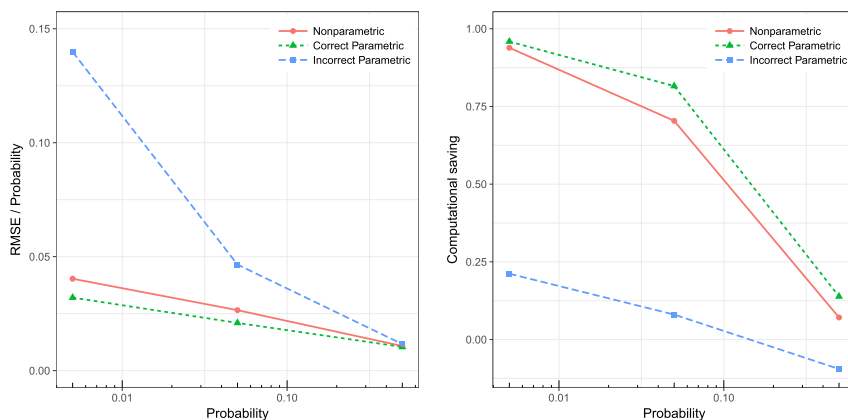 0.15
0.10
0.05
0.00
RMSE / Probability
0.01
0.10
Probability
Nonparametric
Correct Parametric
Incorrect Parametric
1.00
0.75
0.50
0.25
0.00
Computational saving
0.01
0.10
Probability
Nonparametric
Correct Parametric
Incorrect Parametric